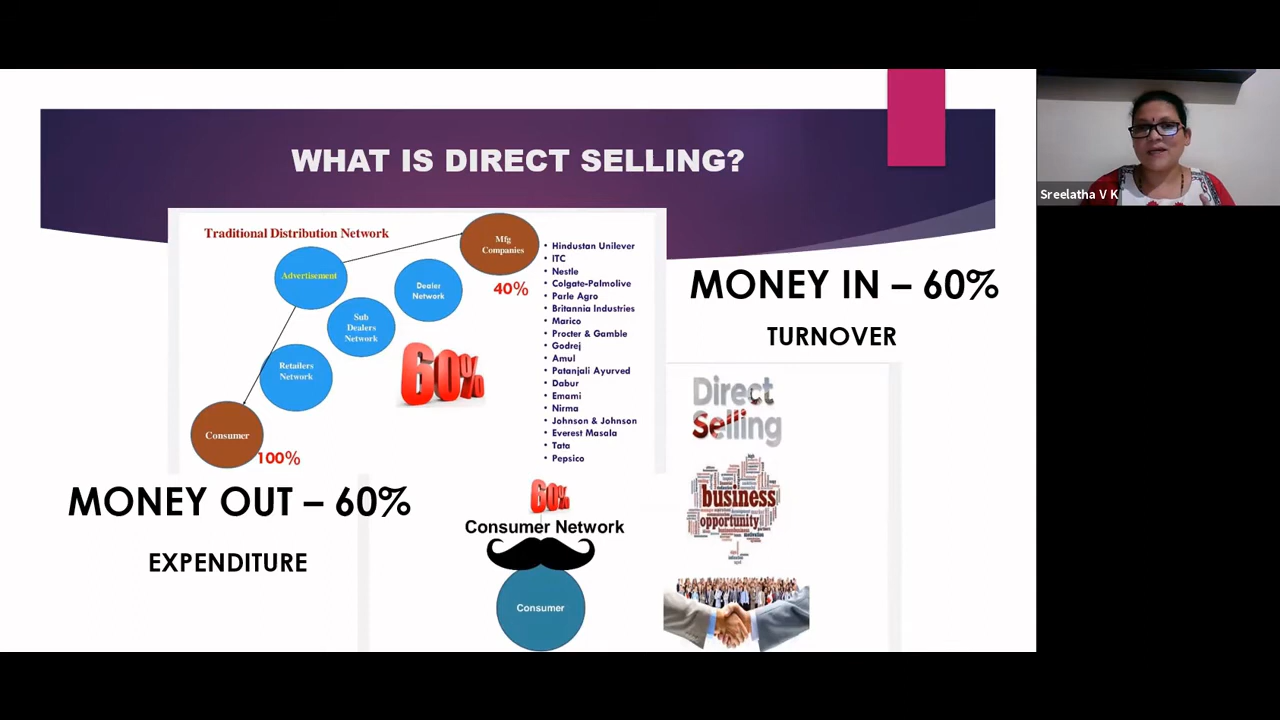 WHAT IS DIRECT SELLING?
Traditional Distribution Network
Mfg
Companies
Advertisement
Dealer
Network
40%
Sub
Dealers
Network
Retailers
Network
60%
Consumer
100%
• Hindustan Unilever
• ITC
• Nestle
• Colgate-Palmolive
• Parle Agro
• Britannia Industries
• Marico
• Procter & Gamble
• Godrej
• Amul
• Patanjali Ayurved
• Dabur
• Emami
• Nirma
• Johnson & Johnson
• Everest Masala
• Tata
• Pepsico
MONEY IN – 60%
TURNOVER
Direct
Selling
business
opportunity
MONEY OUT – 60%
EXPENDITURE
60%
Consumer Network
Consumer
Sreelatha V K